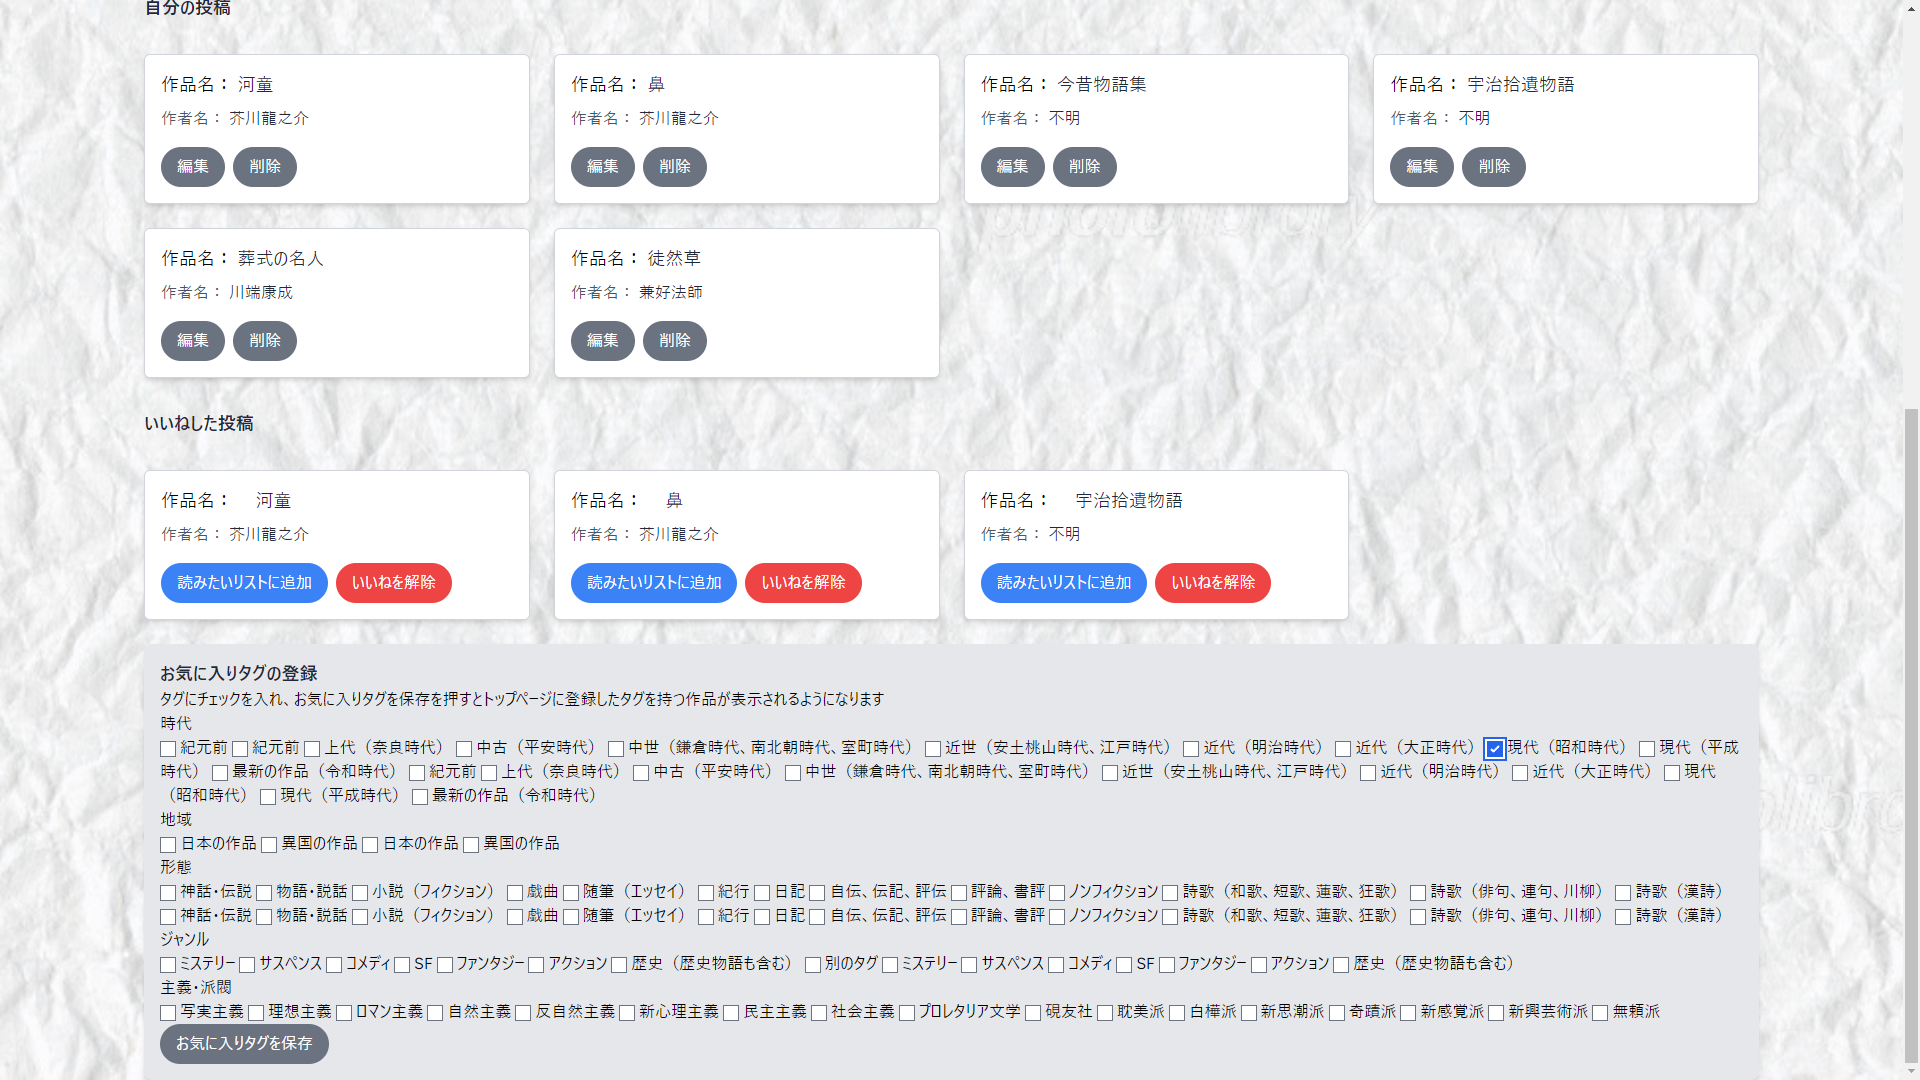 自分の投稿
作品名： 河童
作者名： 芥川龍之介
編集 削除
作品名： 鼻
作者名： 芥川龍之介
編集 削除
作品名： 今昔物語集
作者名： 不明
編集 削除
作品名： 宇治拾遺物語
作者名： 不明
編集 削除
作品名： 葬式の名人
作者名： 川端康成
編集 削除
作品名： 徒然草
作者名： 兼好法師
編集 削除
いいねした投稿
作品名：　河童
作者名： 芥川龍之介
読みたいリストに追加 いいねを解除
作品名：　鼻
作者名： 芥川龍之介
読みたいリストに追加 いいねを解除
作品名：　宇治拾遺物語
作者名： 不明
読みたいリストに追加 いいねを解除
お気に入りタグの登録
タグにチェックを入れ、お気に入りタグを保存を押すとトップページに登録したタグを持つ作品が表示されるようになります
時代
紀元前 紀元前 上代（奈良時代） 中古（平安時代） 中世（鎌倉時代、南北朝時代、室町時代） 近世（安土桃山時代、江戸時代） 近代（明治時代） 近代（大正時代） 現代（昭和時代） 現代（平成
時代） 最新の作品（令和時代） 紀元前 上代（奈良時代） 中古（平安時代） 中世（鎌倉時代、南北朝時代、室町時代） 近世（安土桃山時代、江戸時代） 近代（明治時代） 近代（大正時代） 現代
（昭和時代） 現代（平成時代） 最新の作品（令和時代）
地域
日本の作品 異国の作品 日本の作品 異国の作品
形態
神話・伝説 物語・説話 小説（フィクション） 戯曲 随筆（エッセイ） 紀行 日記 自伝、伝記、評伝 評論、書評 ノンフィクション 詩歌（和歌、短歌、蓮歌、狂歌） 詩歌（俳句、連句、川柳） 詩歌（漢詩）
神話・伝説 物語・説話 小説（フィクション） 戯曲 随筆（エッセイ） 紀行 日記 自伝、伝記、評伝 評論、書評 ノンフィクション 詩歌（和歌、短歌、蓮歌、狂歌） 詩歌（俳句、連句、川柳） 詩歌（漢詩）
ジャンル
ミステリー サスペンス コメディ SF ファンタジー アクション 歴史（歴史物語も含む） 別のタグ ミステリー サスペンス コメディ SF ファンタジー アクション 歴史（歴史物語も含む）
主義・派閥
写実主義 理想主義 ロマン主義 自然主義 反自然主義 新心理主義 民主主義 社会主義 プロレタリア文学 硯友社 耽美派 白樺派 新思潮派 奇蹟派 新感覚派 新興芸術派 無頼派
お気に入りタグを保存